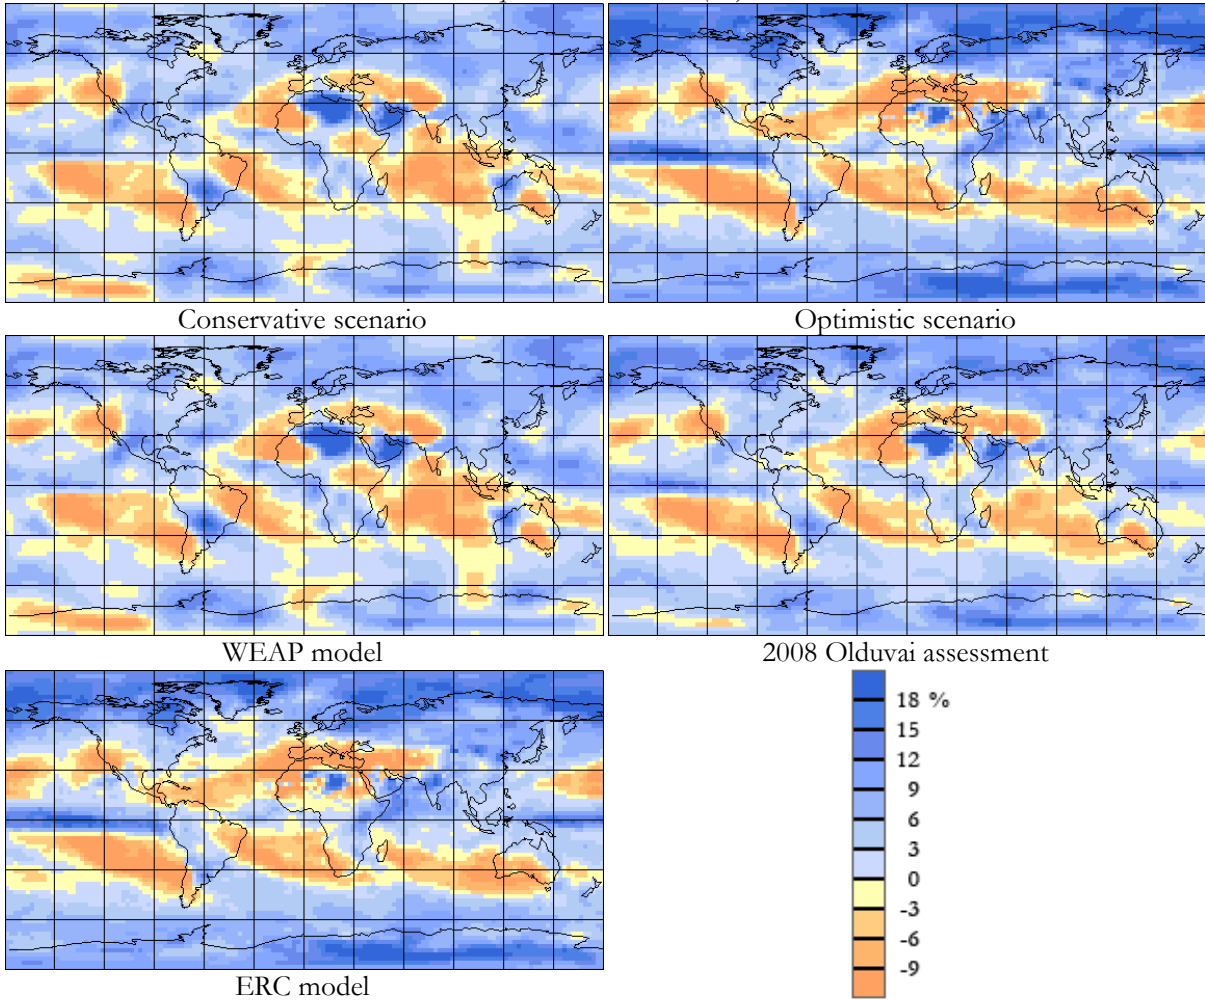 Conservative scenario
Optimistic scenario
WEAP model
2008 Olduvai assessment
18 %
15
12
9
6
3
0
-3
-6
-9
ERC model